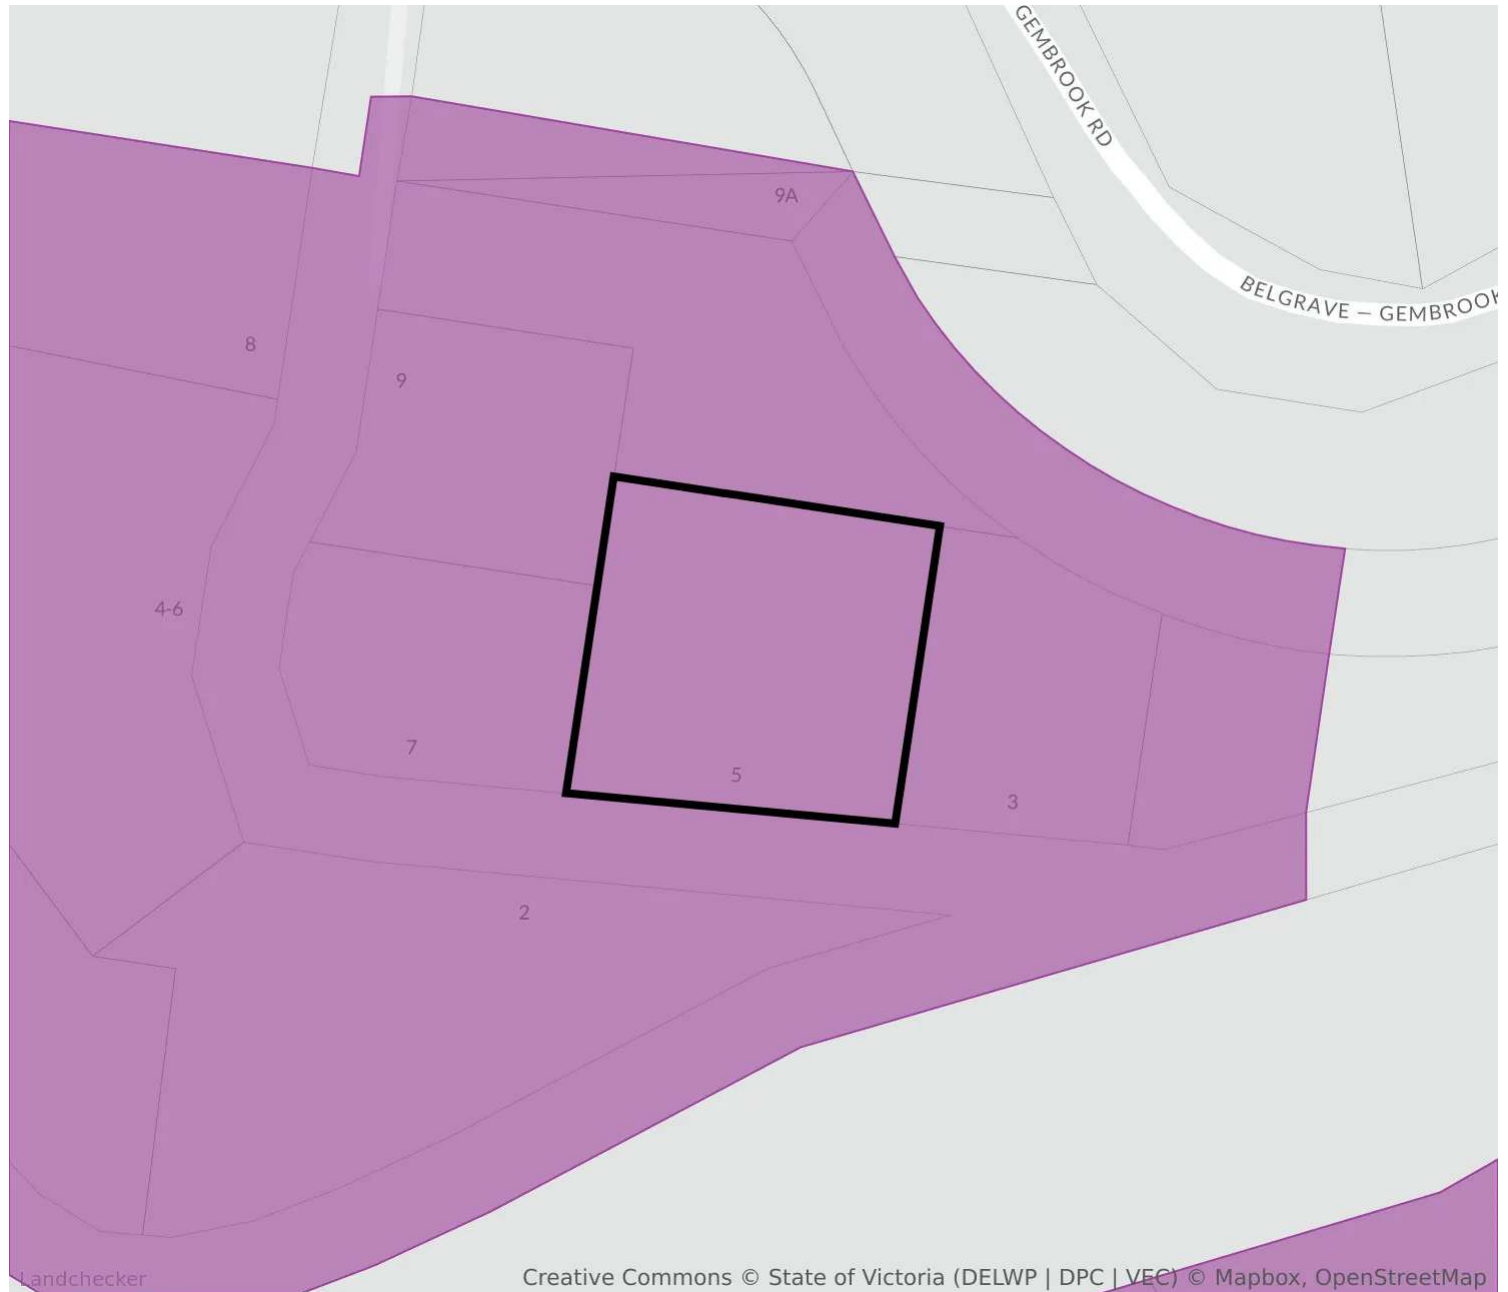 GEMBROOK RD
9A
BELGRAVE – GEMBROOK
8
9
4-6
7
5
3
2
Landchecker
Creative Commons © State of Victoria (DELWP | DPC | VEC) © Mapbox, OpenStreetMap